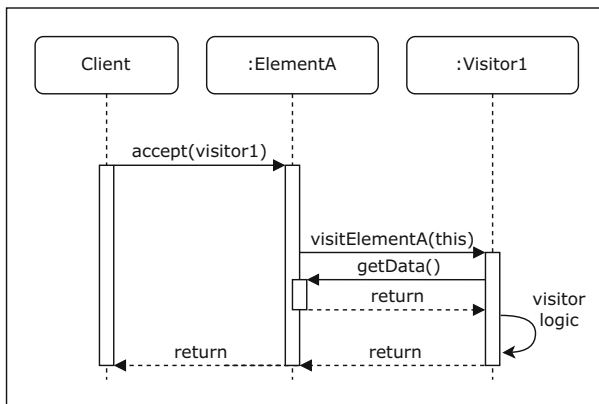 Client
:ElementA
:Visitor1
accept(visitor1)
visitElementA(this)
getData()
return
visitor
logic
return
return